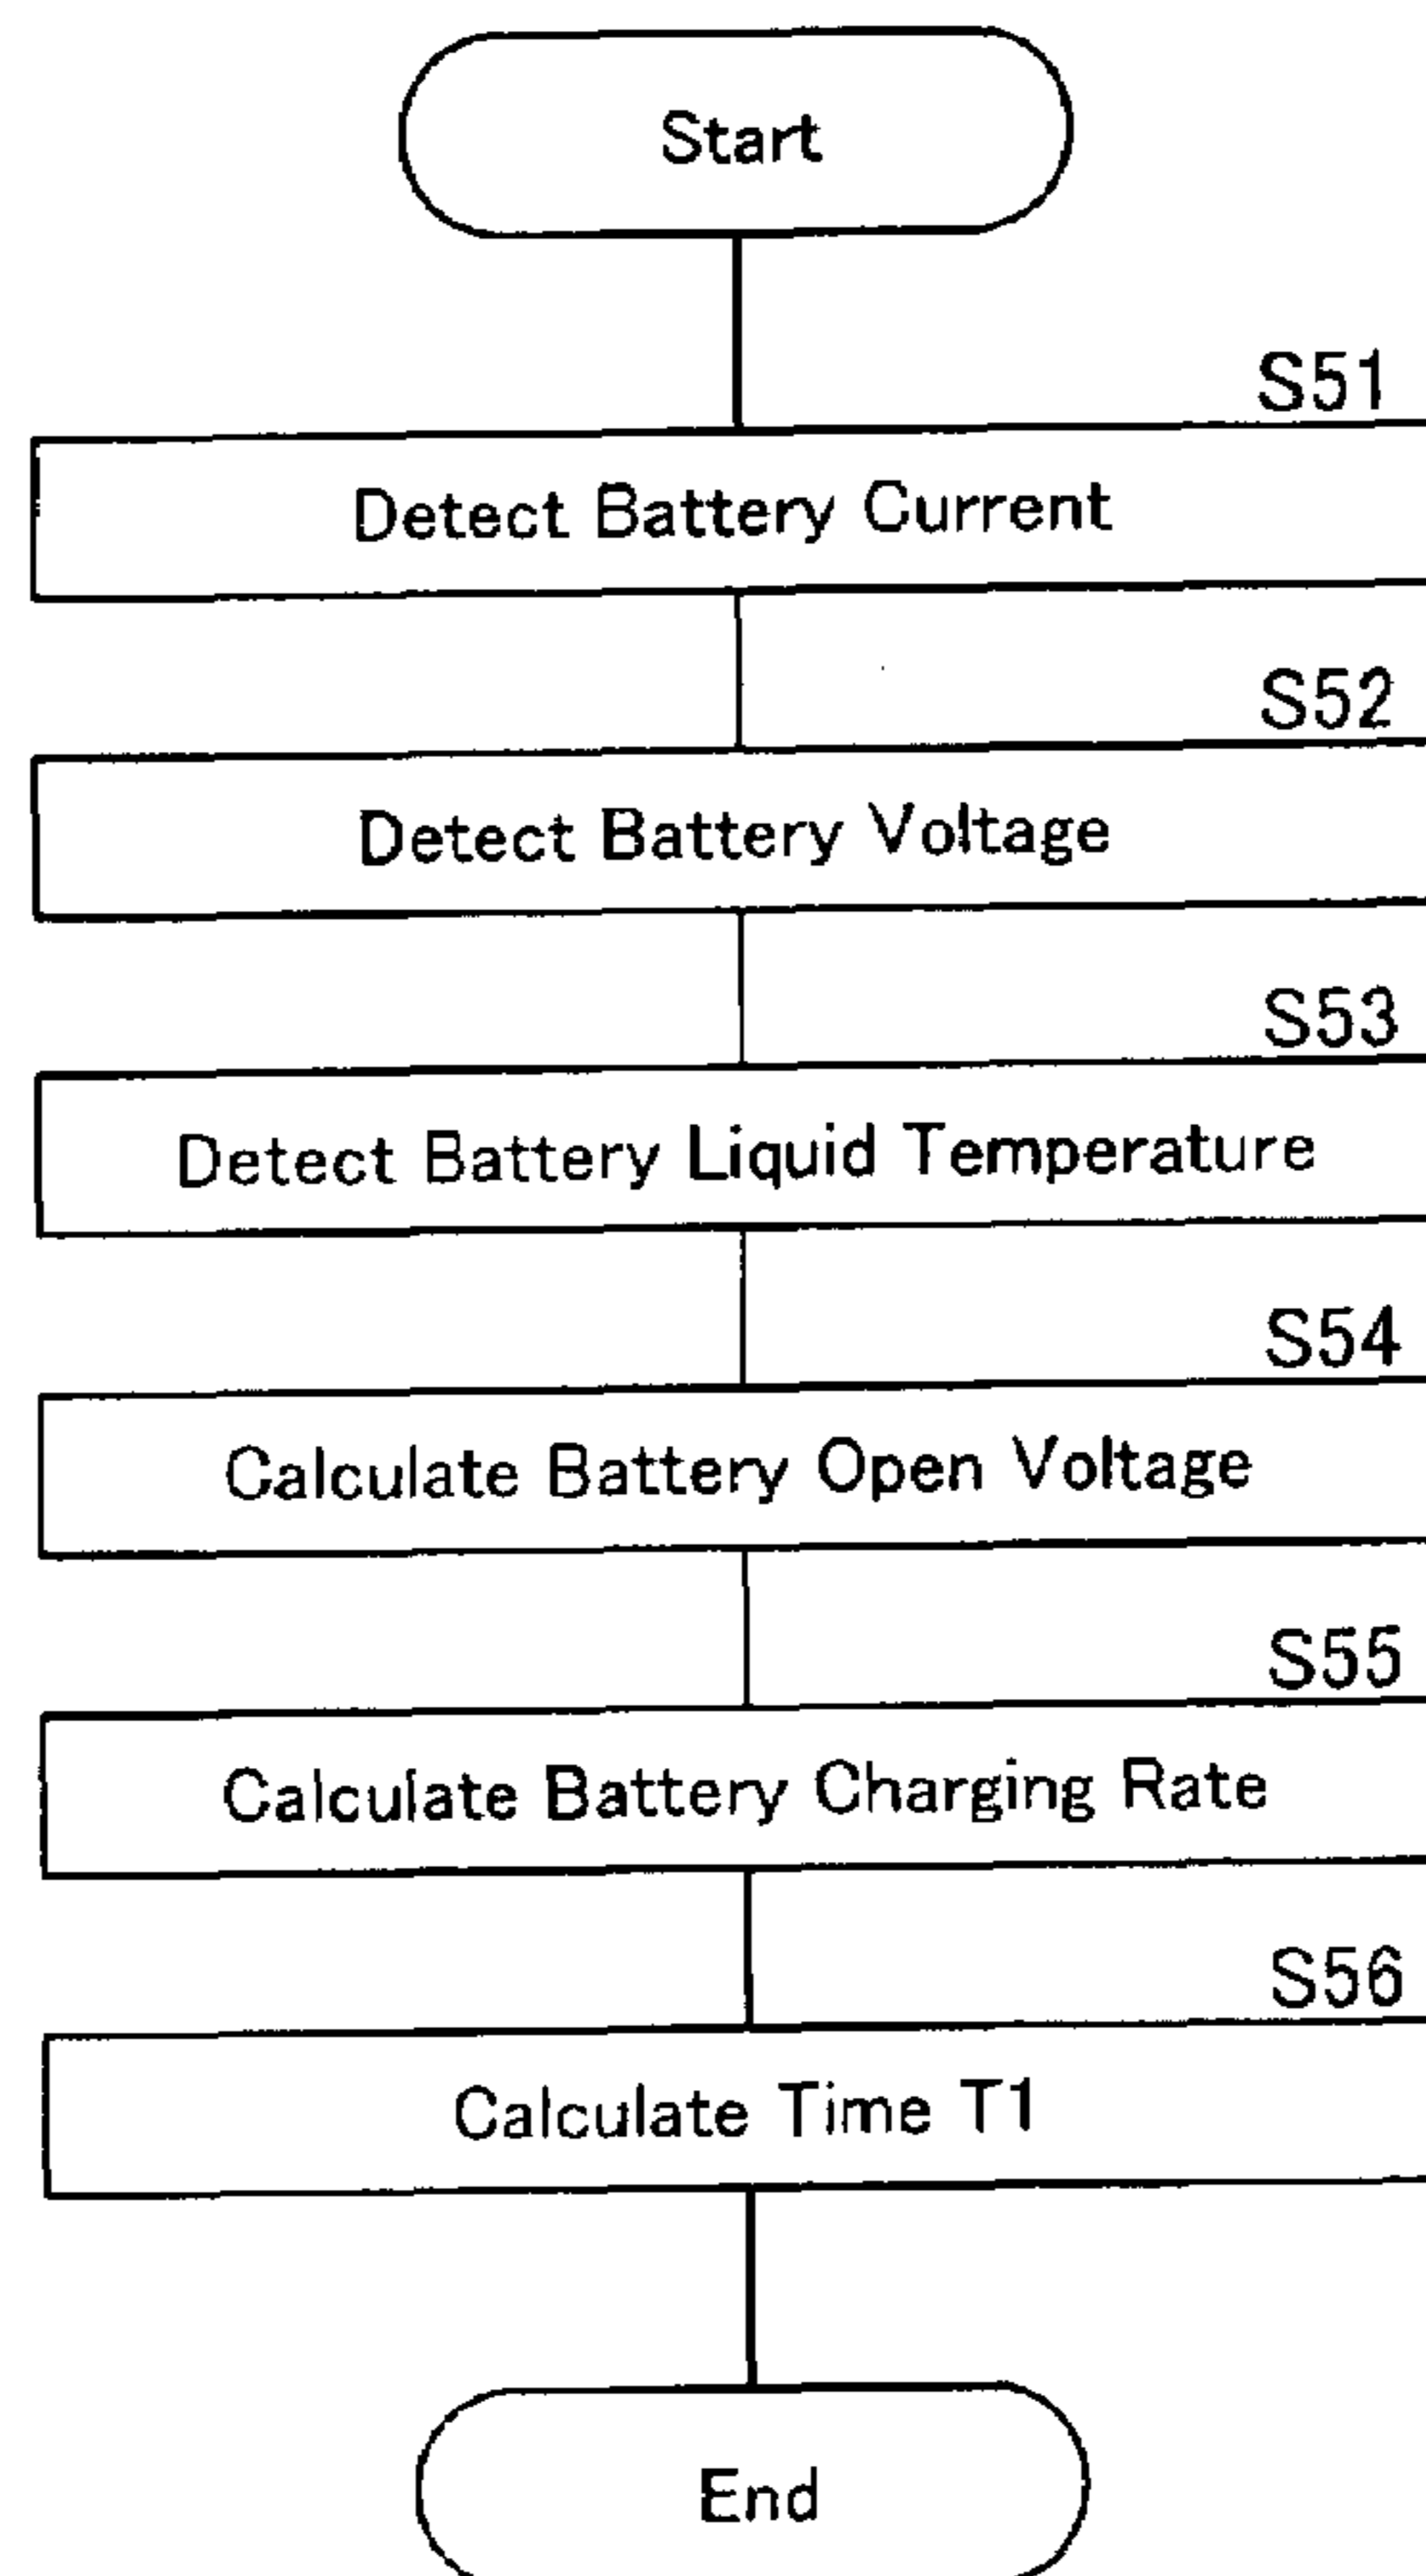 Start
S51
Detect Battery Current
S52
Detect Battery Voltage
S53
Detect Battery Liquid Temperature
S54
Calculate Battery Open Voltage
S55
Calculate Battery Charging Rate
S56
Calculate Time T1
End